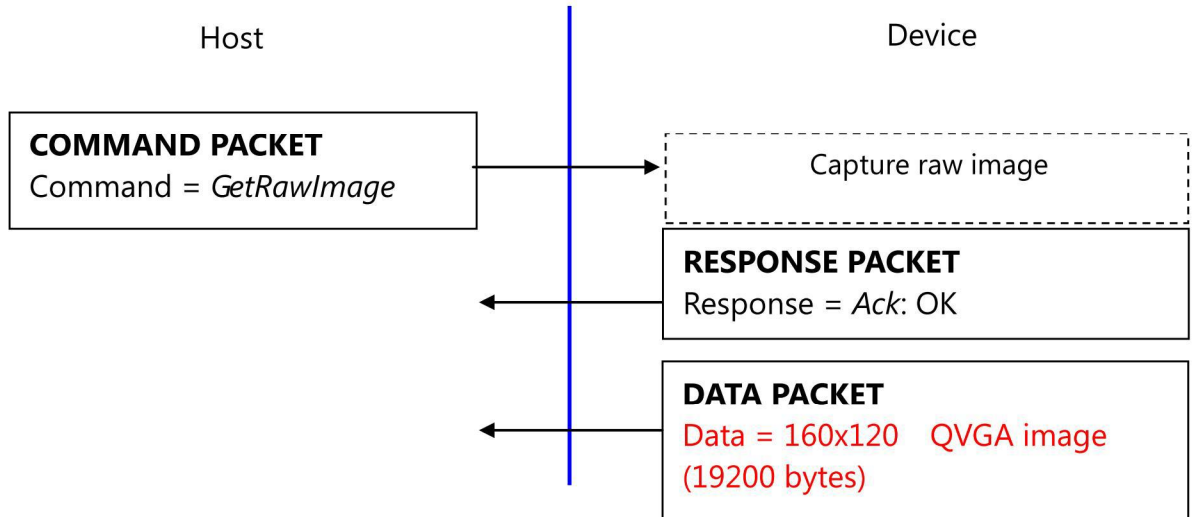 Host
Device
COMMAND PACKET
Command = GetRawImage
Capture raw image
RESPONSE PACKET
Response = Ack: OK
DATA PACKET
Data = 160x120 QVGA image
(19200 bytes)